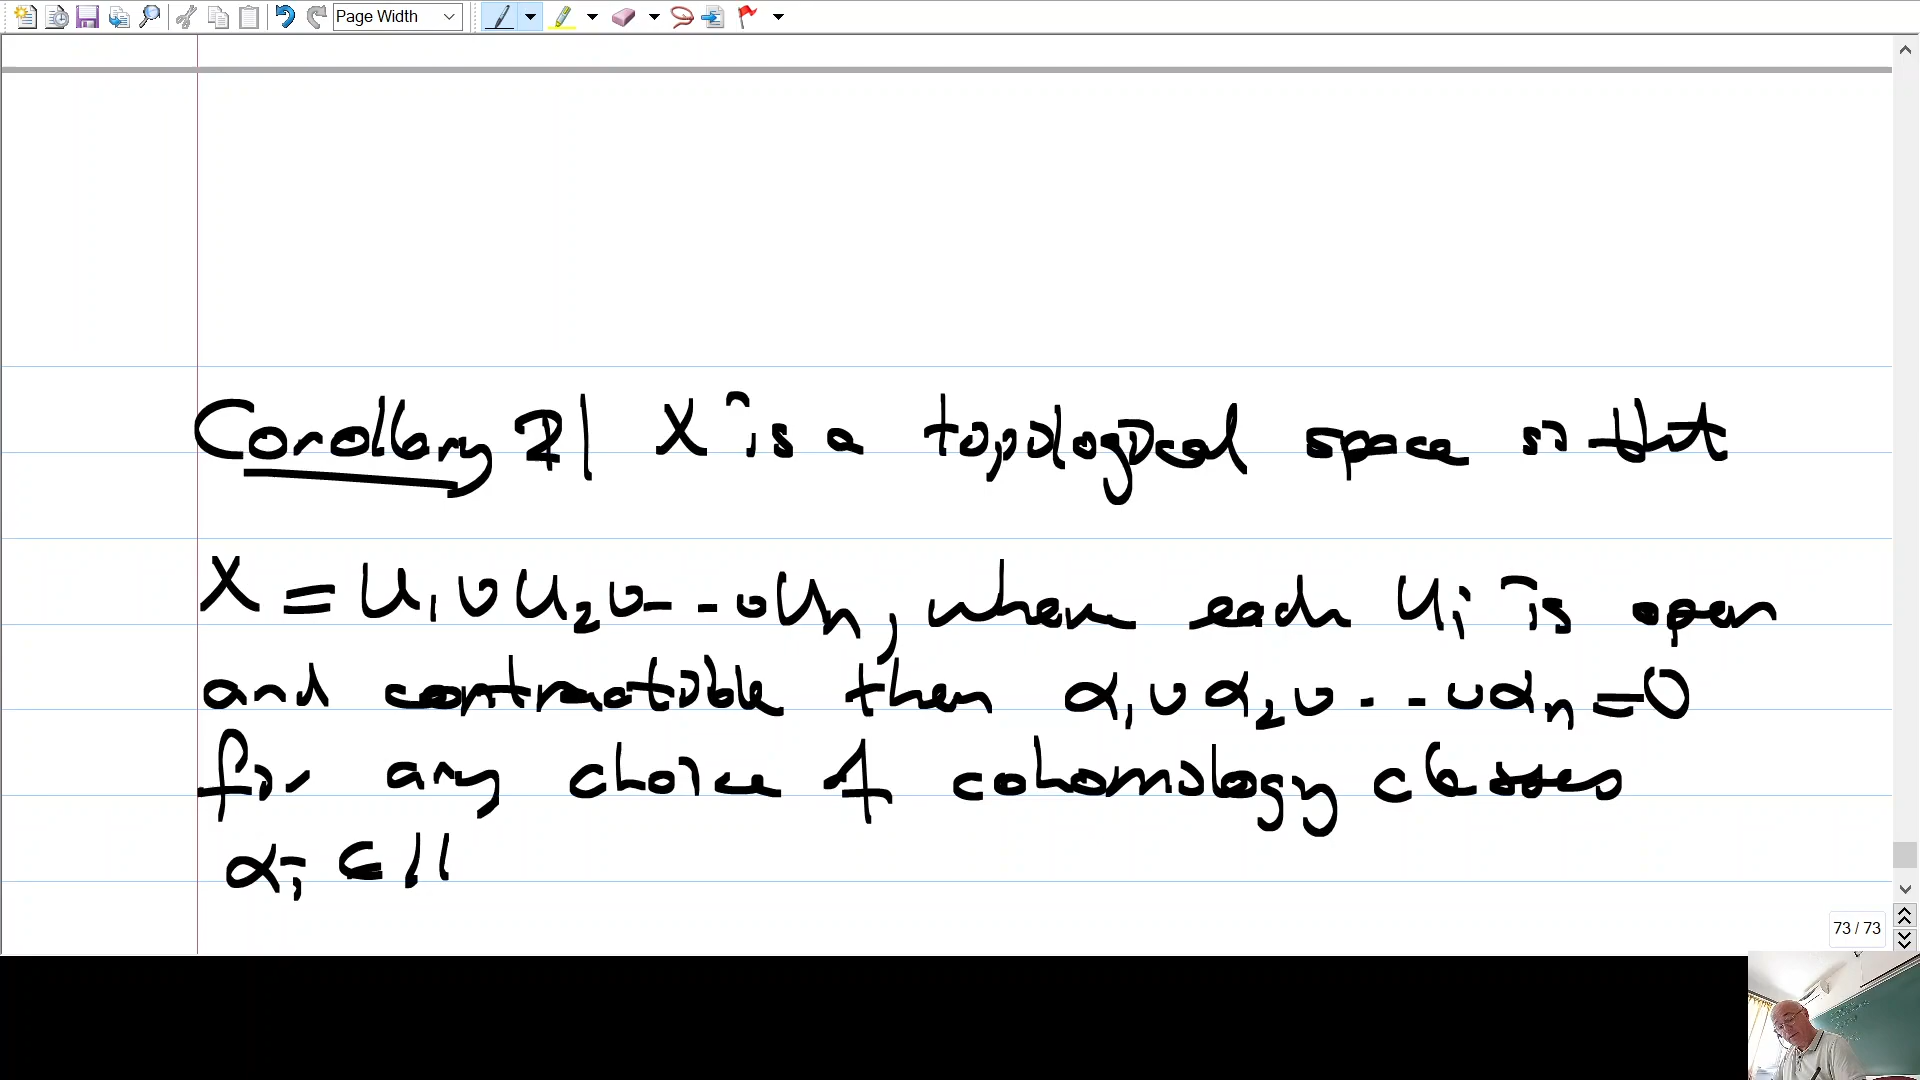 Page Width
Corollary 2| X is a topological space so that
X = U₁ ∪ U₂ ∪ - - ∪ Uₙ, where each Uᵢ is open
and contractible then α₁ ∪ α₂ ∪ - - ∪ αₙ = 0
for any choice of cohomology classes
αᵢ ∈
73 / 73